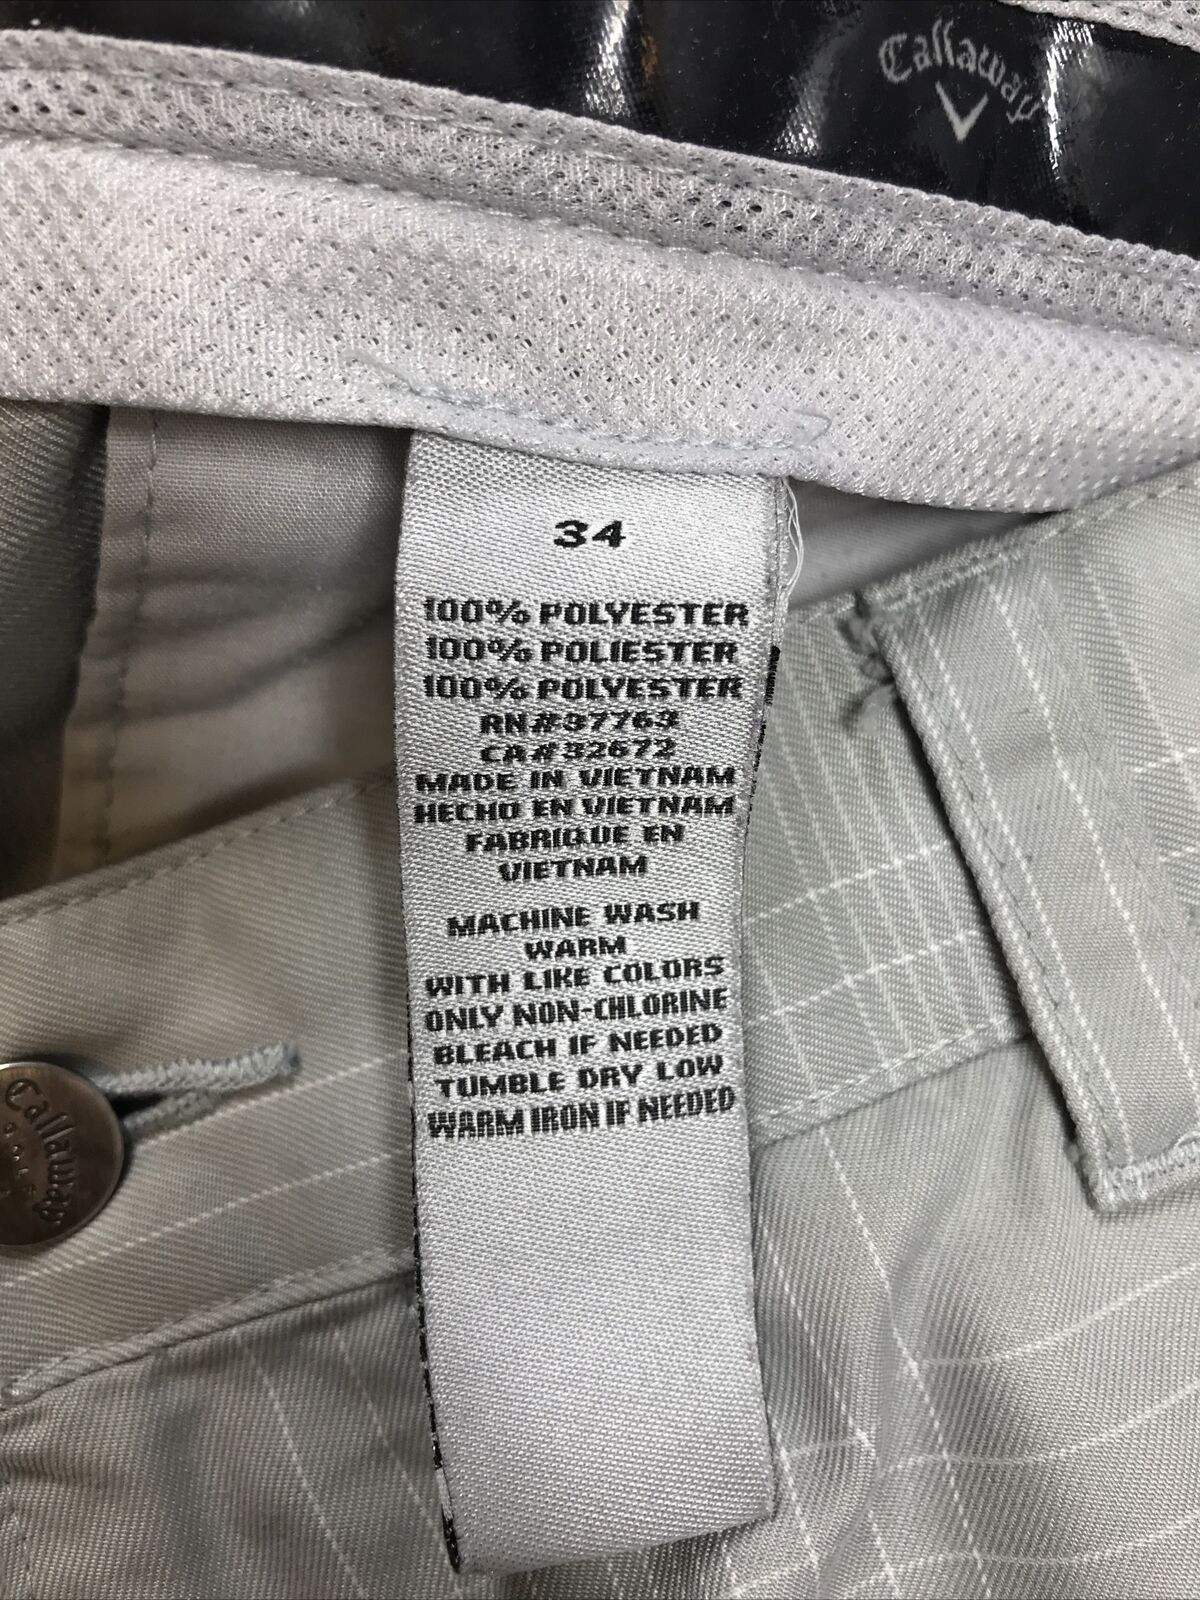 Callaway
34
100% POLYESTER
100% POLIESTER
100% POLYESTER
RN#37763
CA#32672
MADE IN VIETNAM
HECHO EN VIETNAM
FABRIQUE EN
VIETNAM
MACHINE WASH
WARM
WITH LIKE COLORS
ONLY NON-CHLORINE
BLEACH IF NEEDED
TUMBLE DRY LOW
WARM IRON IF NEEDED
Callaway
GOLF